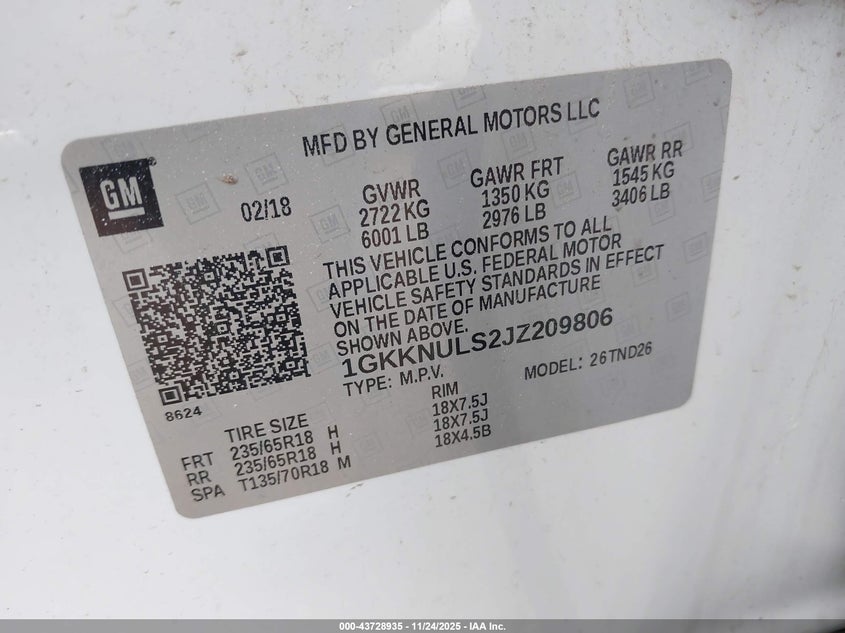 MFD BY GENERAL MOTORS LLC
GM
02/18
GVWR
2722 KG
6001 LB
GAWR FRT
1350 KG
2976 LB
GAWR RR
1545 KG
3406 LB
THIS VEHICLE CONFORMS TO ALL
APPLICABLE U.S. FEDERAL MOTOR
VEHICLE SAFETY STANDARDS IN EFFECT
ON THE DATE OF MANUFACTURE
SHOWN ABOVE.
1GKKNULS2JZ209806
TYPE: M.P.V. MODEL: 26TND26
8624
TIRE SIZE RIM
FRT 235/65R18 H 18X7.5J
RR 235/65R18 H 18X7.5J
SPA T135/70R18 M 18X4.5B
000-43728935 - 11/24/2025 - IAA Inc.